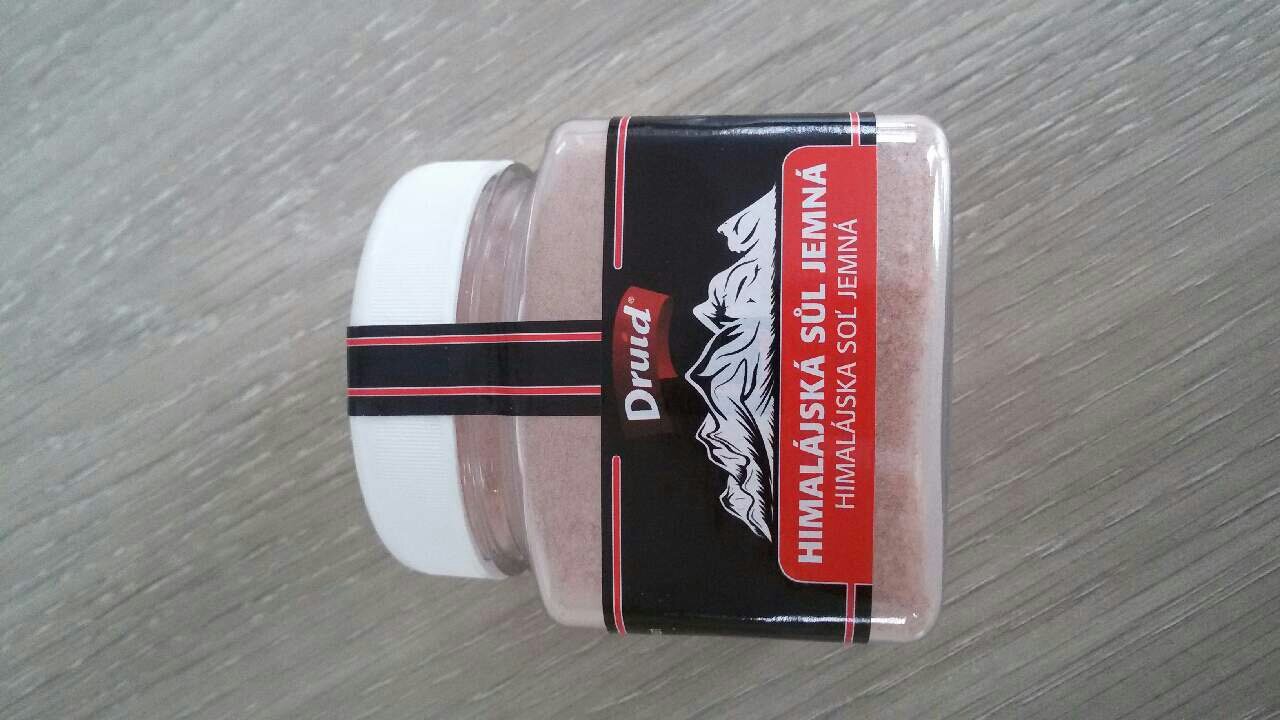 Druid®
HIMALÁJSKÁ SŮL JEMNÁ
HIMALÁJSKA SOĽ JEMNÁ